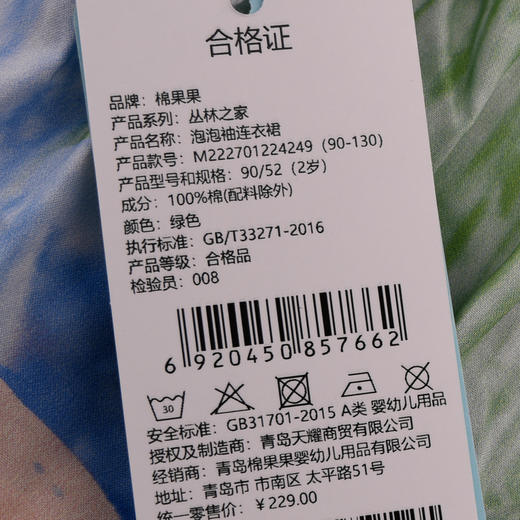 合格证
品牌：棉果果
产品系列：丛林之家
产品名称：泡泡袖连衣裙
产品款号：M222701224249（90-130）
产品型号和规格：90/52（2岁）
成分：100%棉(配料除外)
颜色：绿色
执行标准：GB/T33271-2016
产品等级：合格品
检验员：008
6 920450 857662
30
安全标准：GB31701-2015 A类 婴幼儿用品
授权及制造商：青岛天耀商贸有限公司
经销商：青岛棉果果婴幼儿用品有限公司
地址：青岛市 市南区 太平路51号
统一零售价：￥229.00